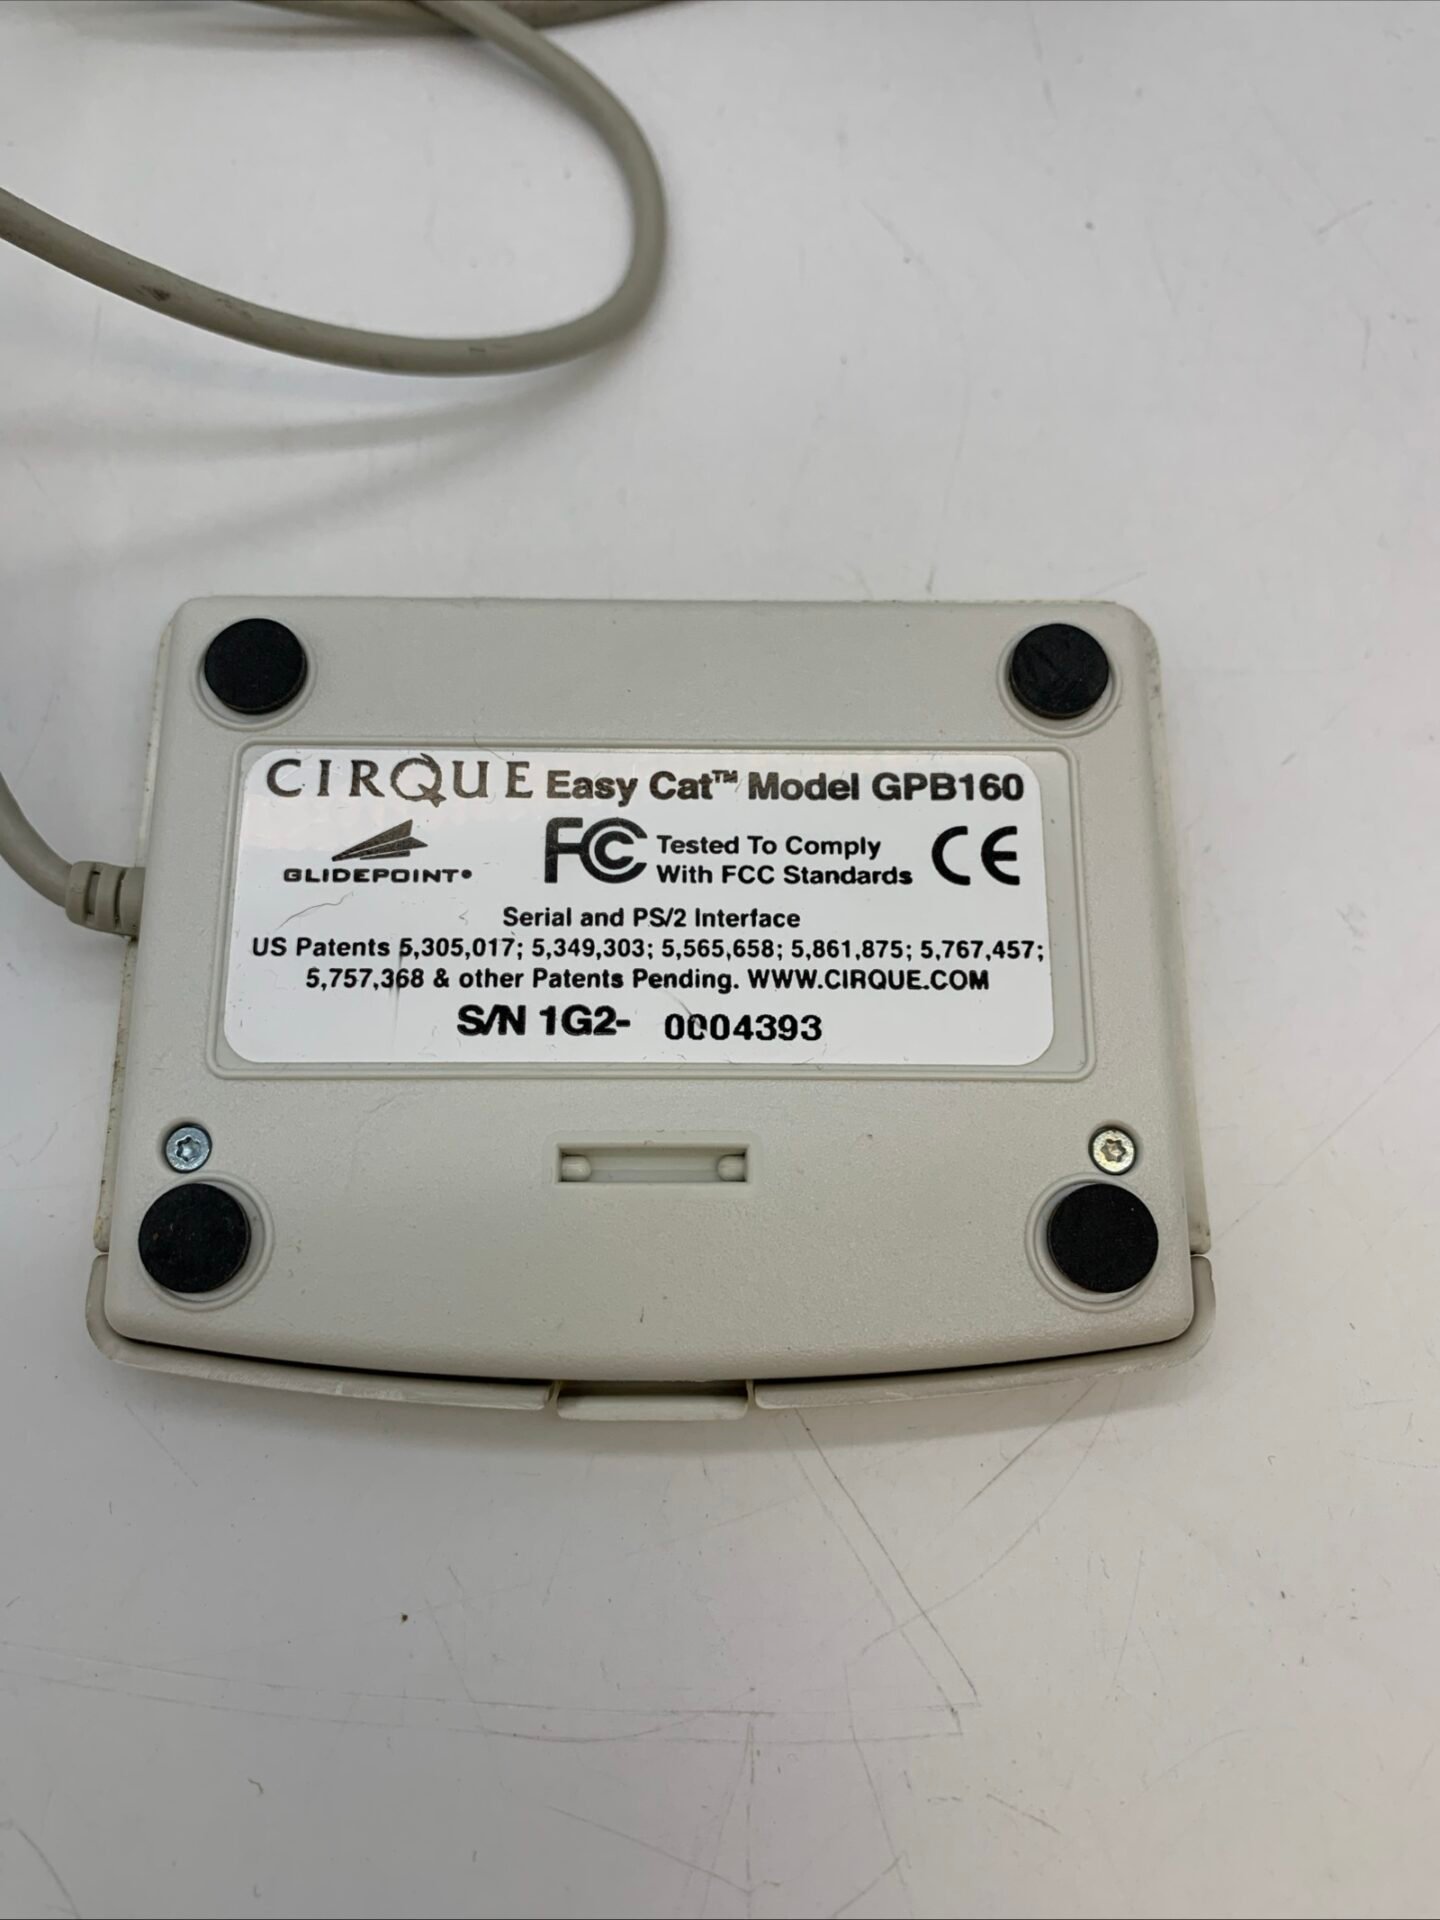 CIRQUE Easy Cat™ Model GPB160
GLIDEPOINT®
FC Tested To Comply
With FCC Standards
CE
Serial and PS/2 Interface
US Patents 5,305,017; 5,349,303; 5,565,658; 5,861,875; 5,767,457;
5,757,368 & other Patents Pending. WWW.CIRQUE.COM
S/N 1G2- 0004393